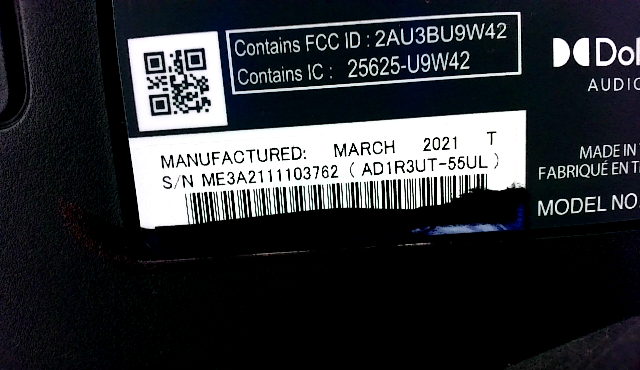 Contains FCC ID : 2AU3BU9W42
Contains IC : 25625-U9W42
AUDIO
MANUFACTURED: MARCH 2021 T
S/N ME3A2111103762 ( AD1R3UT-55UL )
MADE IN
FABRIQUÉ EN
MODEL NO.